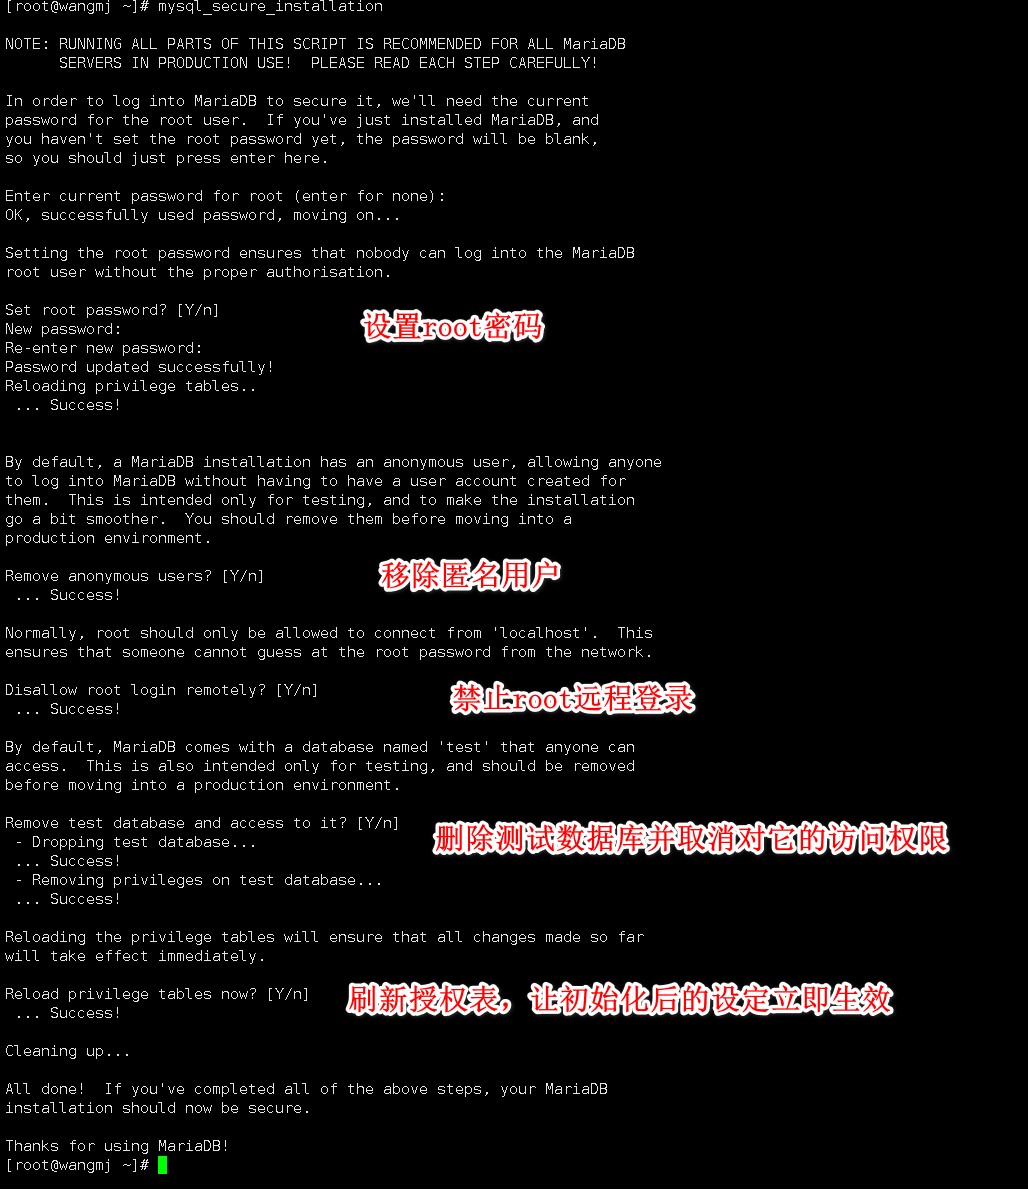 [root@wangmj ~]# mysql_secure_installation
NOTE: RUNNING ALL PARTS OF THIS SCRIPT IS RECOMMENDED FOR ALL MariaDB
SERVERS IN PRODUCTION USE!  PLEASE READ EACH STEP CAREFULLY!
In order to log into MariaDB to secure it, we'll need the current
password for the root user.  If you've just installed MariaDB, and
you haven't set the root password yet, the password will be blank,
so you should just press enter here.
Enter current password for root (enter for none):
OK, successfully used password, moving on...
Setting the root password ensures that nobody can log into the MariaDB
root user without the proper authorisation.
Set root password? [Y/n]
设置root密码
New password:
Re-enter new password:
Password updated successfully!
Reloading privilege tables..
... Success!
By default, a MariaDB installation has an anonymous user, allowing anyone
to log into MariaDB without having to have a user account created for
them.  This is intended only for testing, and to make the installation
go a bit smoother.  You should remove them before moving into a
production environment.
Remove anonymous users? [Y/n]
移除匿名用户
... Success!
Normally, root should only be allowed to connect from 'localhost'.  This
ensures that someone cannot guess at the root password from the network.
Disallow root login remotely? [Y/n]
禁止root远程登录
... Success!
By default, MariaDB comes with a database named 'test' that anyone can
access.  This is also intended only for testing, and should be removed
before moving into a production environment.
Remove test database and access to it? [Y/n]
删除测试数据库并取消对它的访问权限
- Dropping test database...
... Success!
- Removing privileges on test database...
... Success!
Reloading the privilege tables will ensure that all changes made so far
will take effect immediately.
Reload privilege tables now? [Y/n]
刷新授权表，让初始化后的设定立即生效
... Success!
Cleaning up...
All done!  If you've completed all of the above steps, your MariaDB
installation should now be secure.
Thanks for using MariaDB!
[root@wangmj ~]#